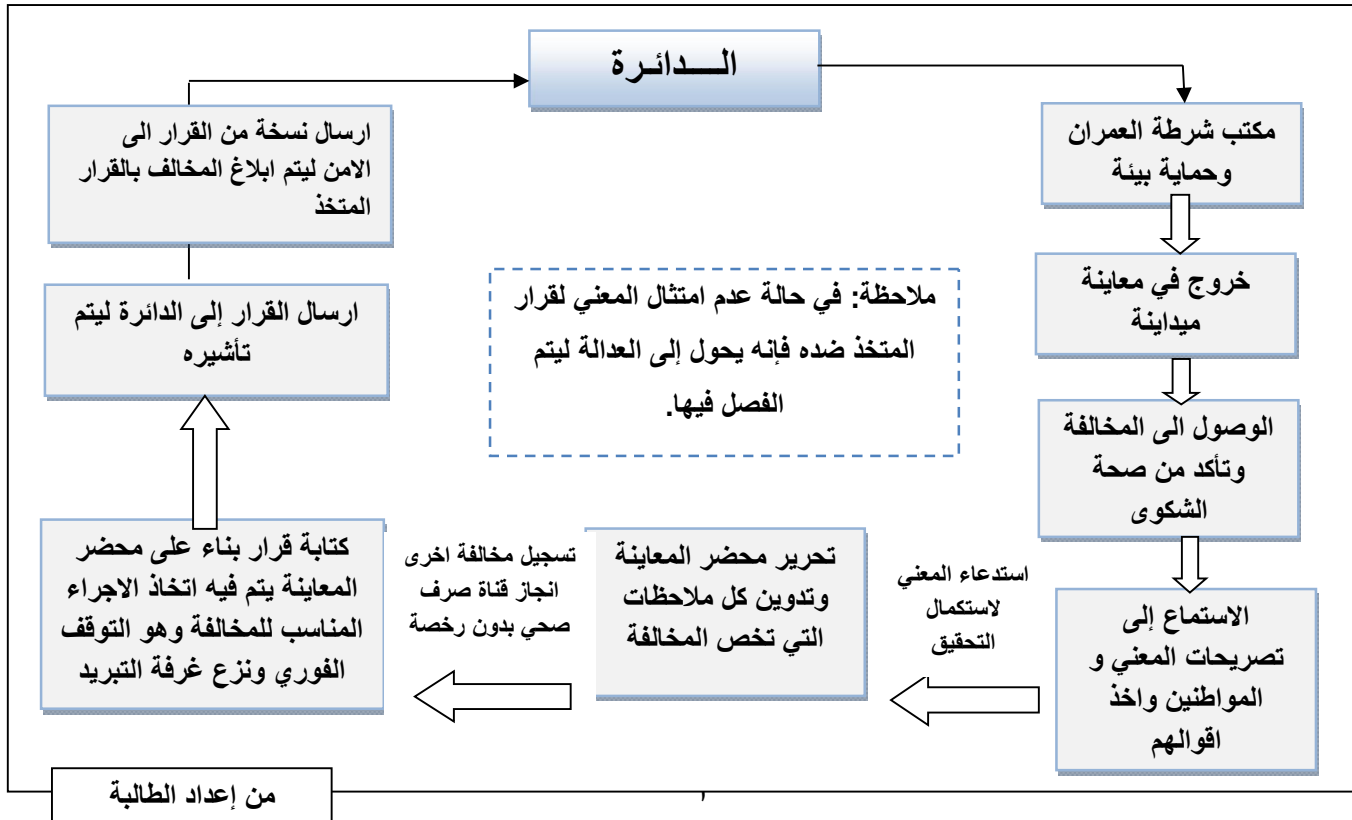 الـــــدائـرة
مكتب شرطة العمران
وحماية بيئة
خروج في معاينة
ميداينة
الوصول الى المخالفة
وتأكد من صحة
الشكوى
الاستماع إلى
تصريحات المعني و
المواطنين واخذ
اقوالهم
استدعاء المعني
لاستكمال
التحقيق
تحرير محضر المعاينة
وتدوين كل ملاحظات
التي تخص المخالفة
تسجيل مخالفة اخرى
انجاز قناة صرف
صحي بدون رخصة
كتابة قرار بناء على محضر
المعاينة يتم فيه اتخاذ الاجراء
المناسب للمخالفة وهو التوقف
الفوري ونزع غرفة التبريد
ارسال القرار إلى الدائرة ليتم
تأشيره
ارسال نسخة من القرار الى
الامن ليتم ابلاغ المخالف بالقرار
المتخذ
ملاحظة: في حالة عدم امتثال المعني لقرار
المتخذ ضده فإنه يحول إلى العدالة ليتم
الفصل فيها.
من إعداد الطالبة